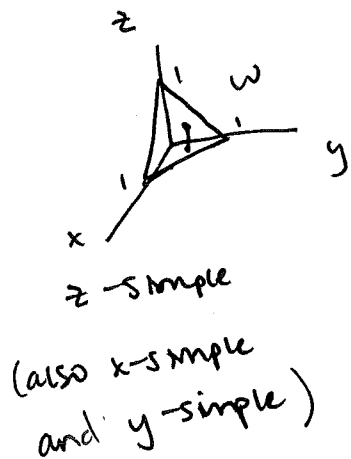 z
1
W
1
y
1
x
z-simple
(also x-simple
and y-simple)